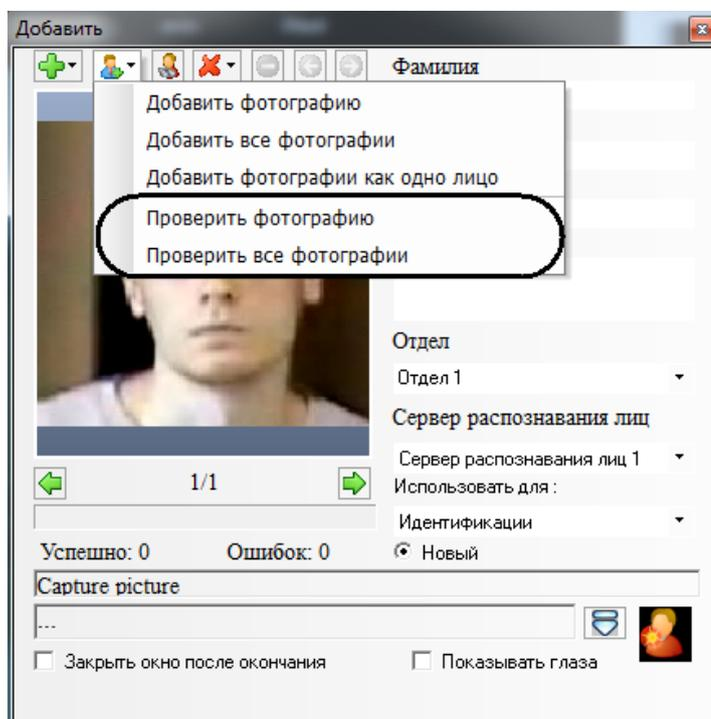 Добавить
Фамилия
Добавить фотографию
Добавить все фотографии
Добавить фотографии как одно лицо
Проверить фотографию
Проверить все фотографии
Отдел
Отдел 1
Сервер распознавания лиц
Сервер распознавания лиц 1
1/1
Использовать для :
Идентификации
Успешно: 0 Ошибок: 0
Новый
Capture picture
---
Закрыть окно после окончания Показывать глаза